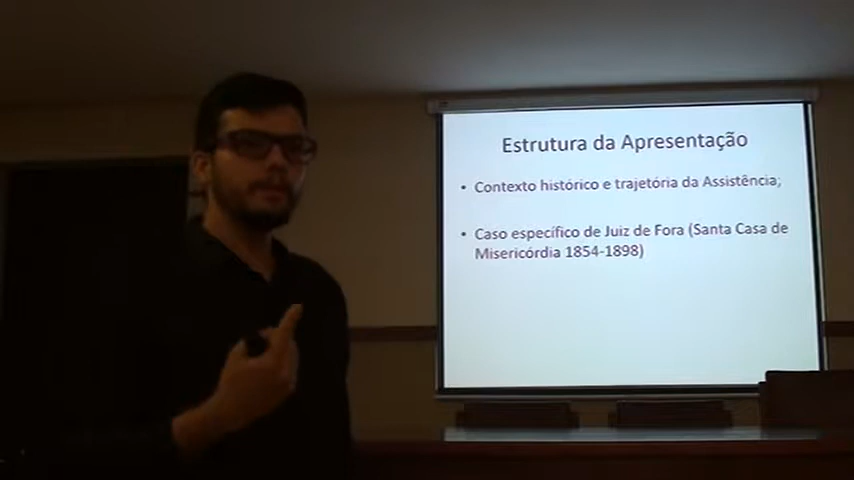 Estrutura da Apresentação
• Contexto histórico e trajetória da Assistência;
• Caso específico de Juiz de Fora (Santa Casa de
Misericórdia 1854-1898)